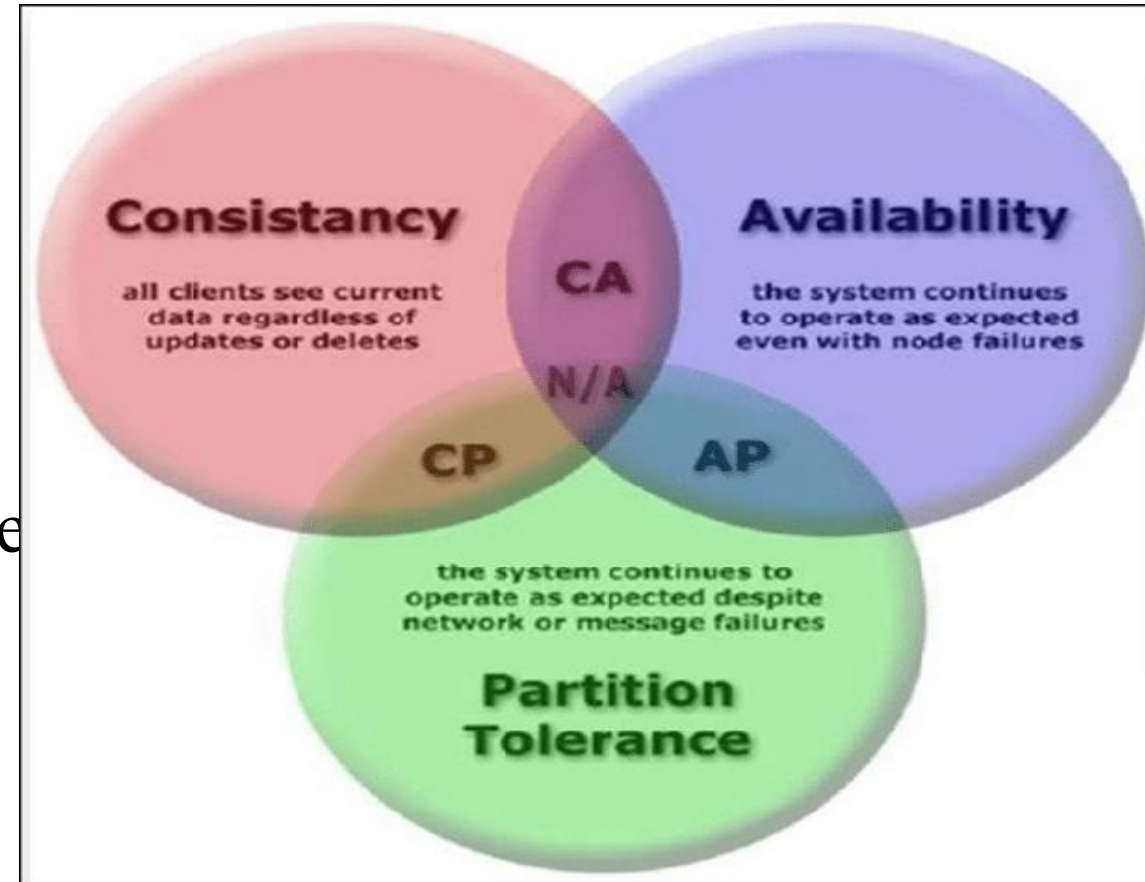 Consistancy
all clients see current
data regardless of
updates or deletes
Availability
the system continues
to operate as expected
even with node failures
CA
N/A
CP
AP
e
the system continues to
operate as expected despite
network or message failures
Partition
Tolerance